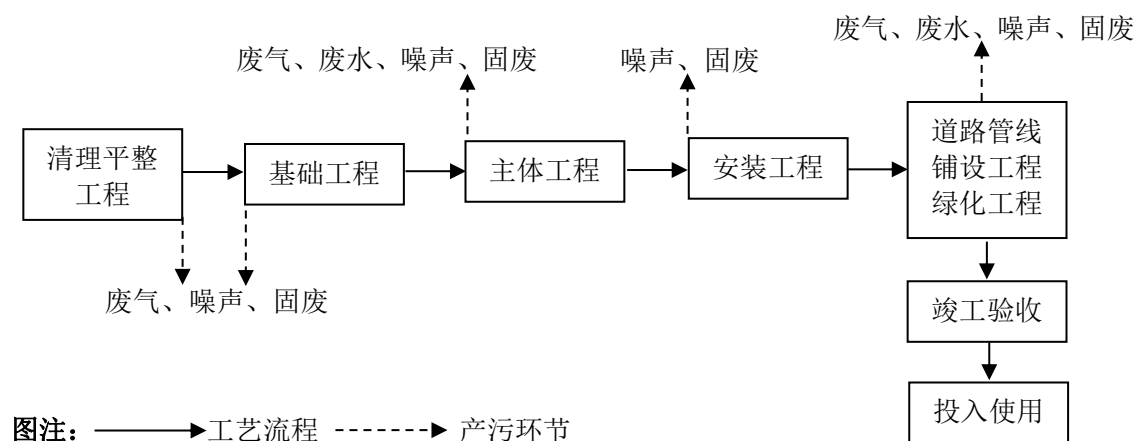 废气、废水、噪声、固废
废气、废水、噪声、固废
噪声、固废
清理平整
工程
基础工程
主体工程
安装工程
道路管线
铺设工程
绿化工程
废气、噪声、固废
竣工验收
投入使用
图注：
工艺流程
产污环节